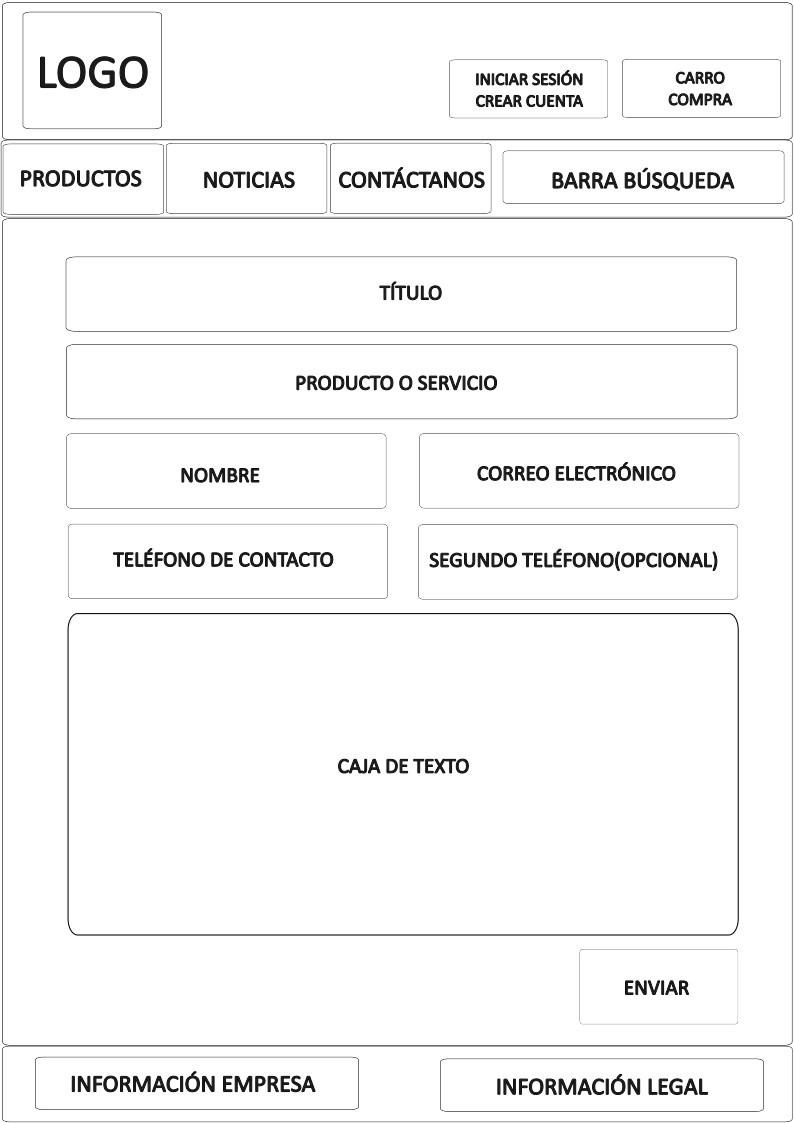 LOGO
INICIAR SESIÓN
CREAR CUENTA
CARRO
COMPRA
PRODUCTOS
NOTICIAS
CONTÁCTANOS
BARRA BÚSQUEDA
TÍTULO
PRODUCTO O SERVICIO
NOMBRE
CORREO ELECTRÓNICO
TELÉFONO DE CONTACTO
SEGUNDO TELÉFONO(OPCIONAL)
CAJA DE TEXTO
ENVIAR
INFORMACIÓN EMPRESA
INFORMACIÓN LEGAL